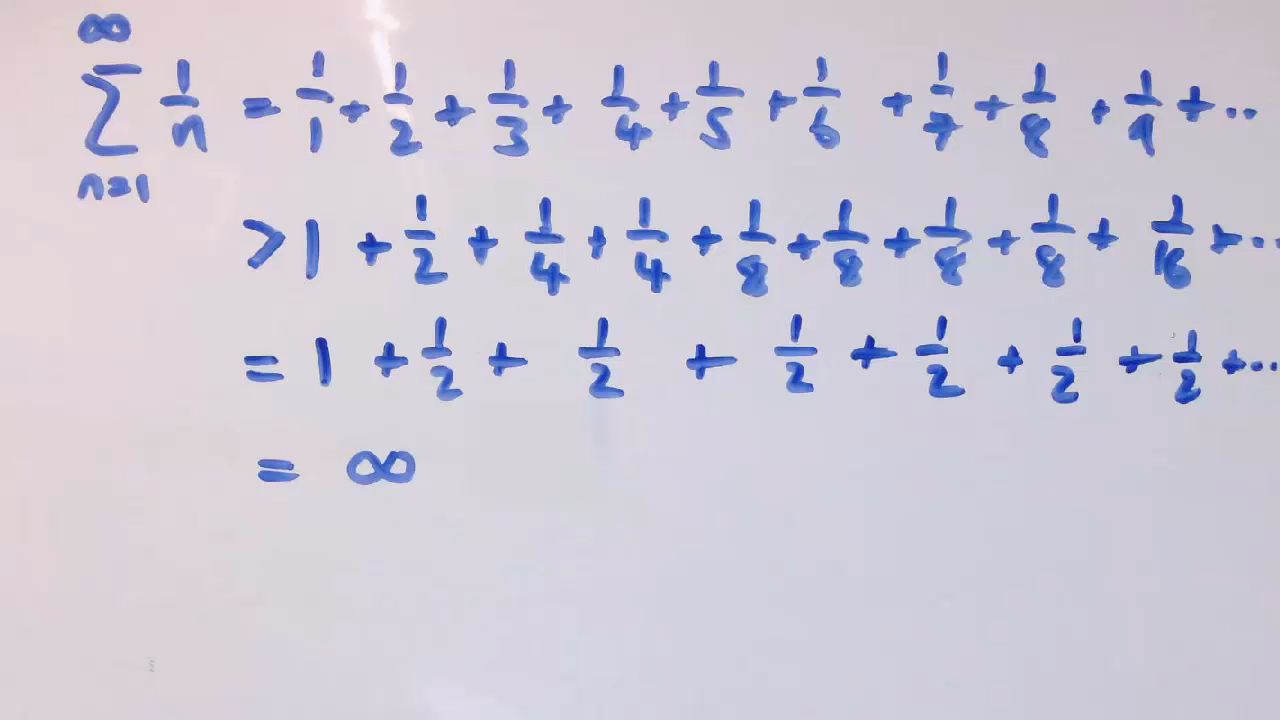 ∑_{n=1}^{∞} 1/n = 1/1 + 1/2 + 1/3 + 1/4 + 1/5 + 1/6 + 1/7 + 1/8 + 1/9 + ..
> 1 + 1/2 + 1/4 + 1/4 + 1/8 + 1/8 + 1/8 + 1/8 + 1/16 + ..
= 1 + 1/2 + 1/2 + 1/2 + 1/2 + 1/2 + 1/2 + ...
= ∞